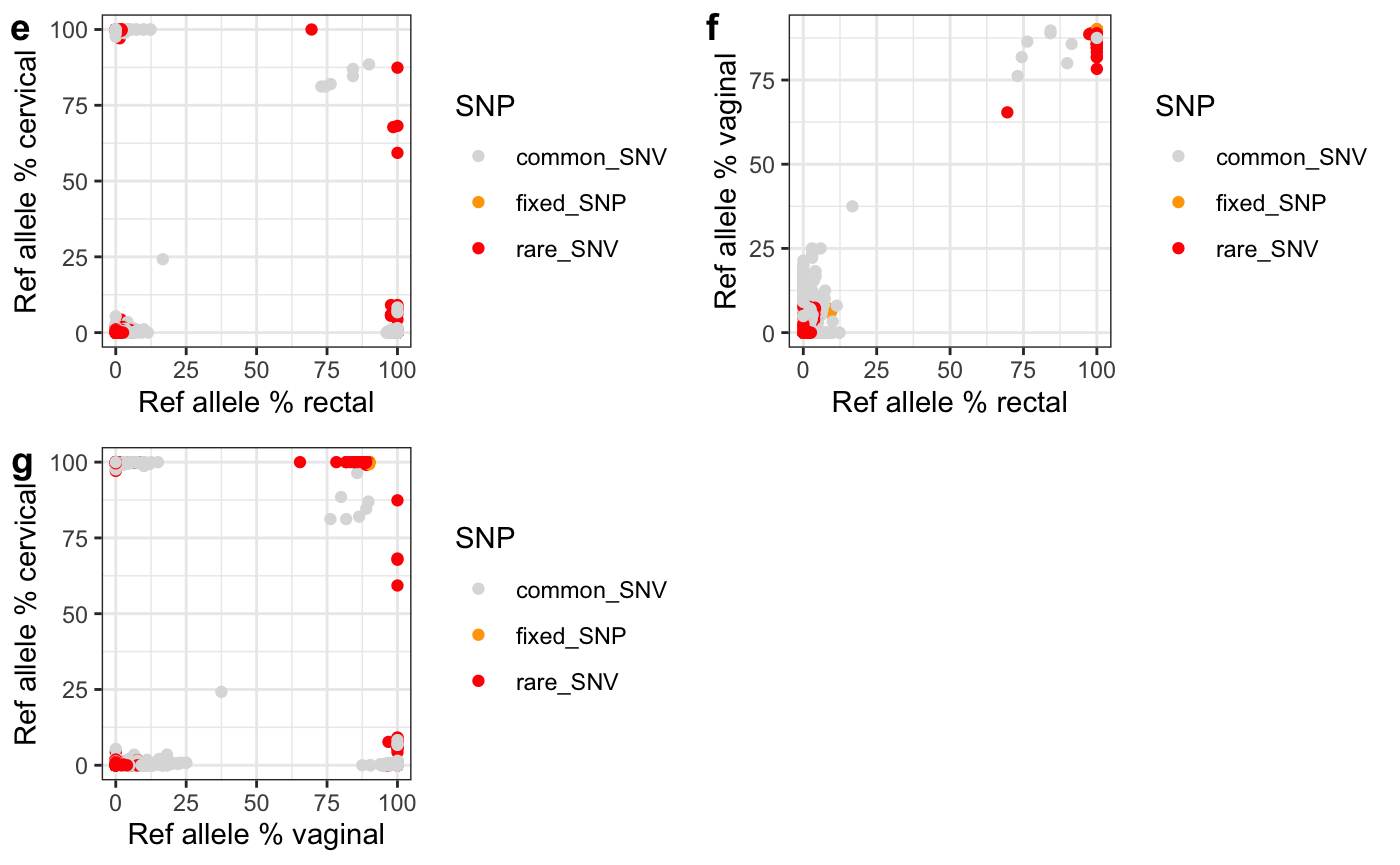 e
Ref allele % cervical
100
75
50
25
0
0 25 50 75 100
Ref allele % rectal
SNP
common_SNV
fixed_SNP
rare_SNV
f
Ref allele % vaginal
75
50
25
0
0 25 50 75 100
Ref allele % rectal
SNP
common_SNV
fixed_SNP
rare_SNV
g
Ref allele % cervical
100
75
50
25
0
0 25 50 75 100
Ref allele % vaginal
SNP
common_SNV
fixed_SNP
rare_SNV